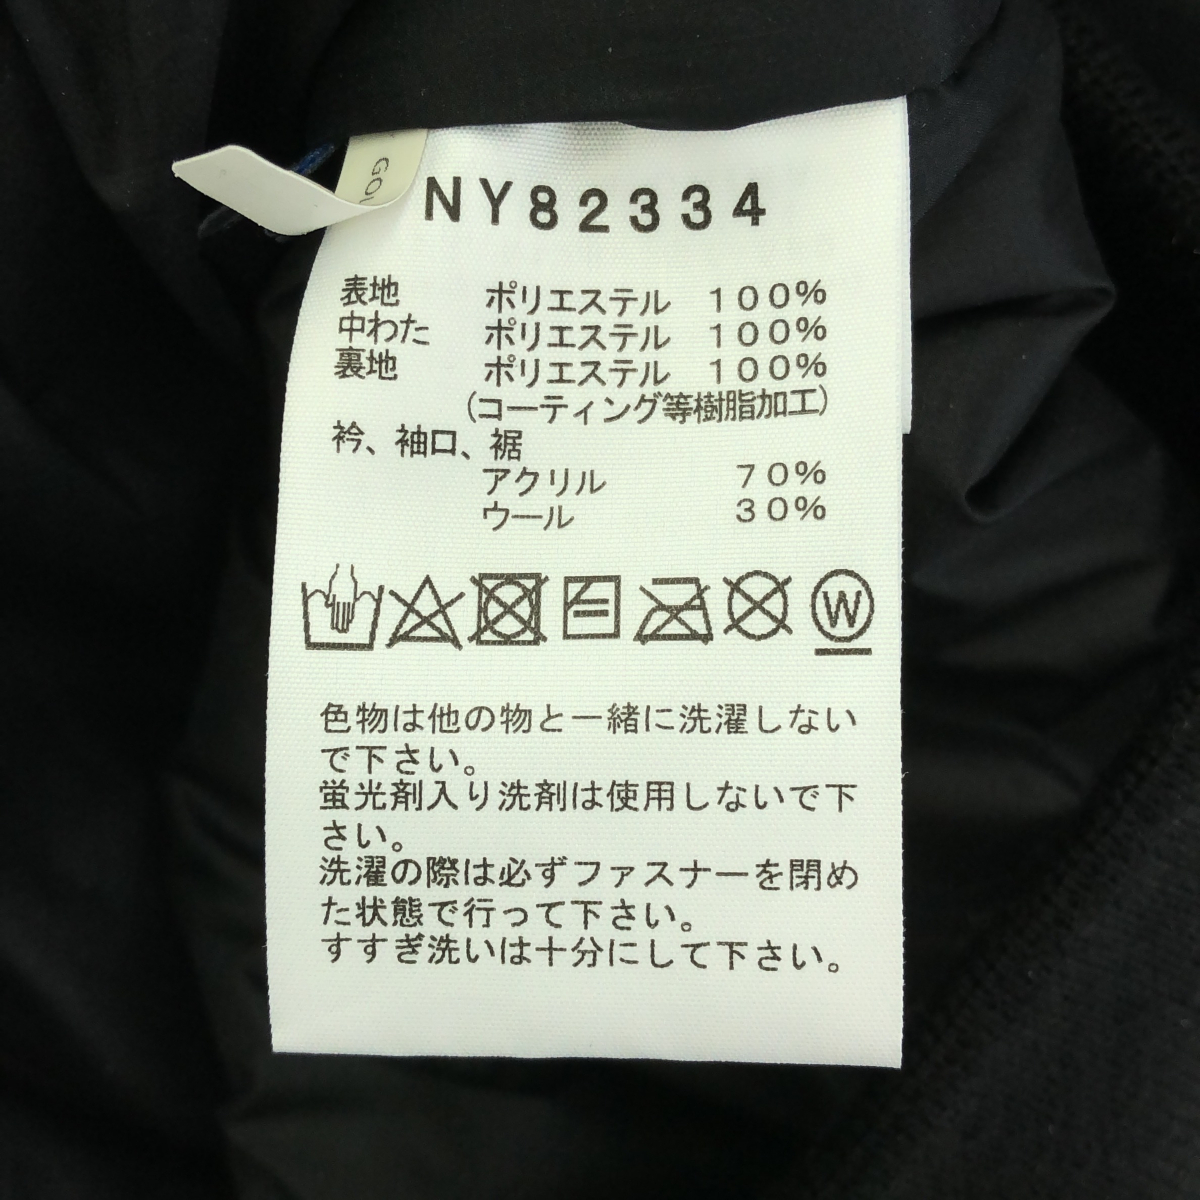 GOL
NY82334
表地 ポリエステル 100%
中わた ポリエステル 100%
裏地 ポリエステル 100%
(コーティング等樹脂加工)
衿、袖口、裾
アクリル 70%
ウール 30%
W
色物は他の物と一緒に洗濯しない
で下さい。
蛍光剤入り洗剤は使用しないで下
さい。
洗濯の際は必ずファスナーを閉め
た状態で行って下さい。
すすぎ洗いは十分にして下さい。